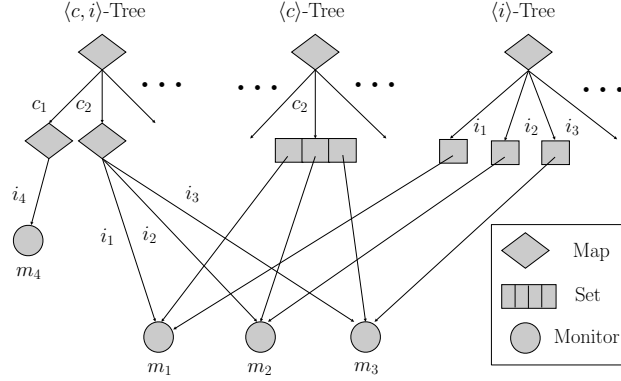 ⟨c, i⟩-Tree
⟨c⟩-Tree
⟨i⟩-Tree
c₁
c₂
c₂
i₁
i₂
i₃
i₄
i₃
i₁
i₂
m₄
m₁
m₂
m₃
Map
Set
Monitor